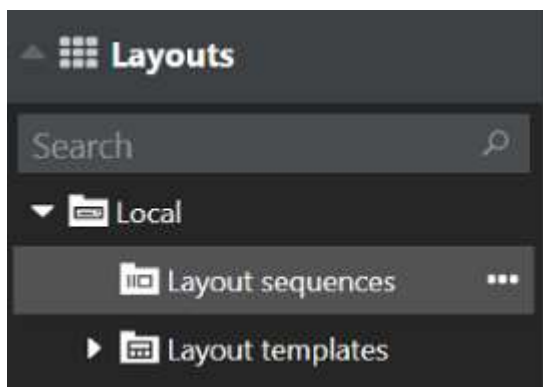 Layouts
Search
Local
Layout sequences
Layout templates